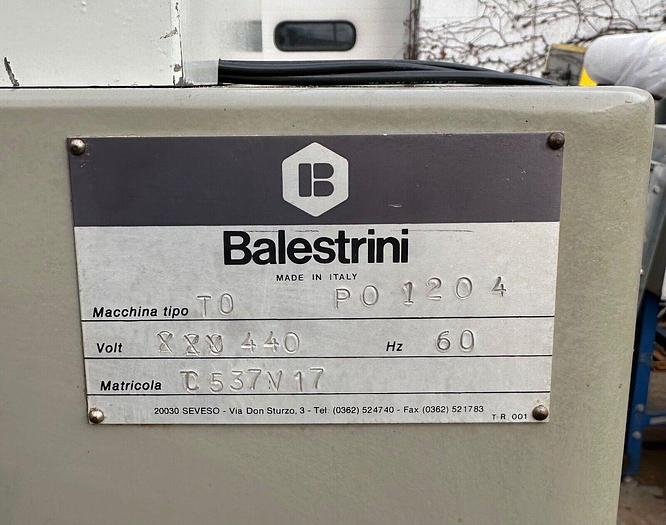 B
Balestrini
MADE IN ITALY
Macchina tipo TO PO 1204
Volt 440 Hz 60
Matricola C537N17
20030 SEVESO - Via Don Sturzo, 3 - Tel: (0362) 524740 - Fax (0362) 521783
T R 001